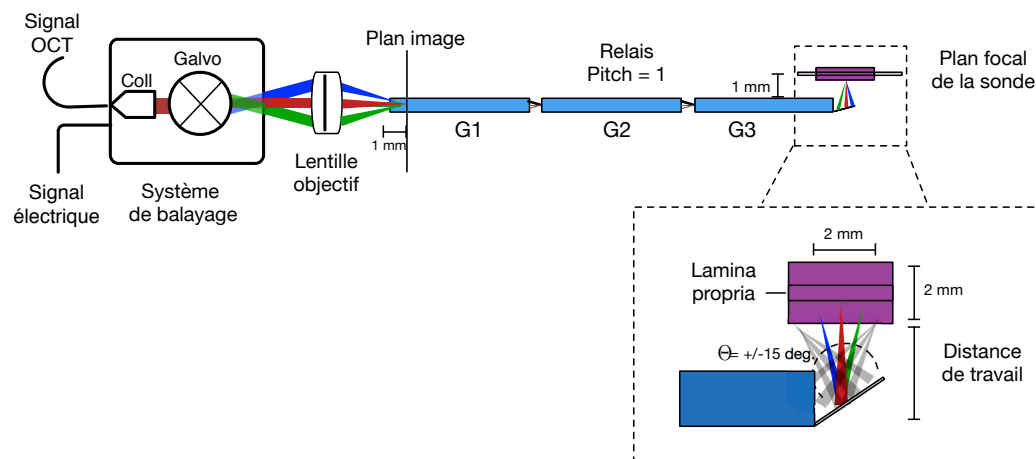 Signal
OCT
Coll
Galvo
Plan image
Relais
Pitch = 1
1 mm
Plan focal
de la sonde
G1
G2
G3
1 mm
Lentille
objectif
Signal
électrique
Système
de balayage
2 mm
Lamina
propria
2 mm
Θ= +/-15 deg.
Distance
de travail